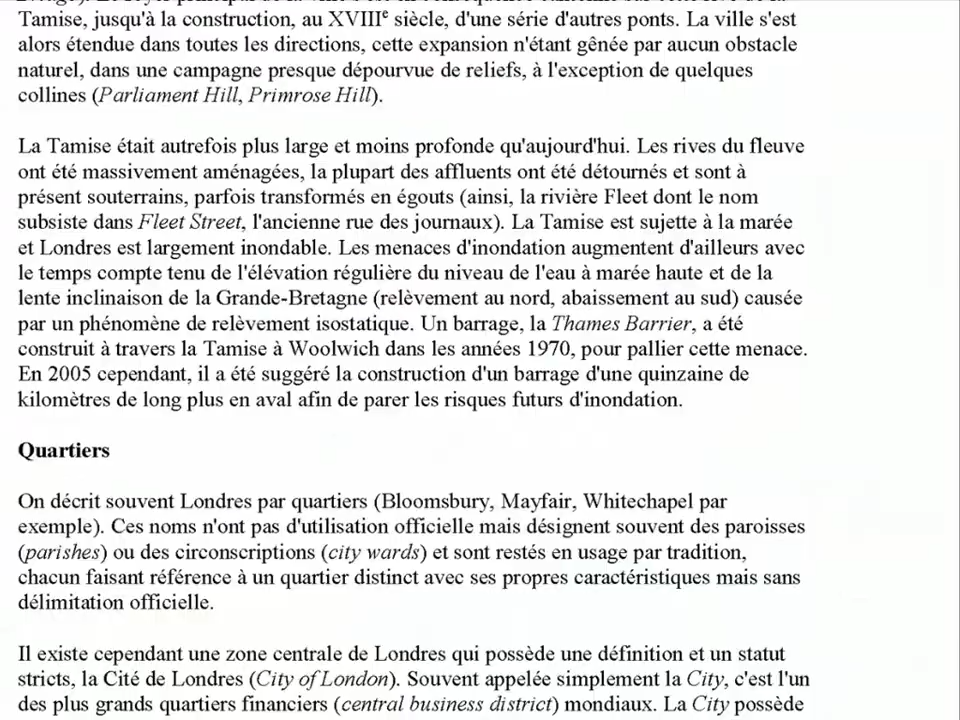 Tamise, jusqu'à la construction, au XVIIIe siècle, d'une série d'autres ponts. La ville s'est
alors étendue dans toutes les directions, cette expansion n'étant gênée par aucun obstacle
naturel, dans une campagne presque dépourvue de reliefs, à l'exception de quelques
collines (Parliament Hill, Primrose Hill).
La Tamise était autrefois plus large et moins profonde qu'aujourd'hui. Les rives du fleuve
ont été massivement aménagées, la plupart des affluents ont été détournés et sont à
présent souterrains, parfois transformés en égouts (ainsi, la rivière Fleet dont le nom
subsiste dans Fleet Street, l'ancienne rue des journaux). La Tamise est sujette à la marée
et Londres est largement inondable. Les menaces d'inondation augmentent d'ailleurs avec
le temps compte tenu de l'élévation régulière du niveau de l'eau à marée haute et de la
lente inclinaison de la Grande-Bretagne (relèvement au nord, abaissement au sud) causée
par un phénomène de relèvement isostatique. Un barrage, la Thames Barrier, a été
construit à travers la Tamise à Woolwich dans les années 1970, pour pallier cette menace.
En 2005 cependant, il a été suggéré la construction d'un barrage d'une quinzaine de
kilomètres de long plus en aval afin de parer les risques futurs d'inondation.
Quartiers
On décrit souvent Londres par quartiers (Bloomsbury, Mayfair, Whitechapel par
exemple). Ces noms n'ont pas d'utilisation officielle mais désignent souvent des paroisses
(parishes) ou des circonscriptions (city wards) et sont restés en usage par tradition,
chacun faisant référence à un quartier distinct avec ses propres caractéristiques mais sans
délimitation officielle.
Il existe cependant une zone centrale de Londres qui possède une définition et un statut
stricts, la Cité de Londres (City of London). Souvent appelée simplement la City, c'est l'un
des plus grands quartiers financiers (central business district) mondiaux. La City possède